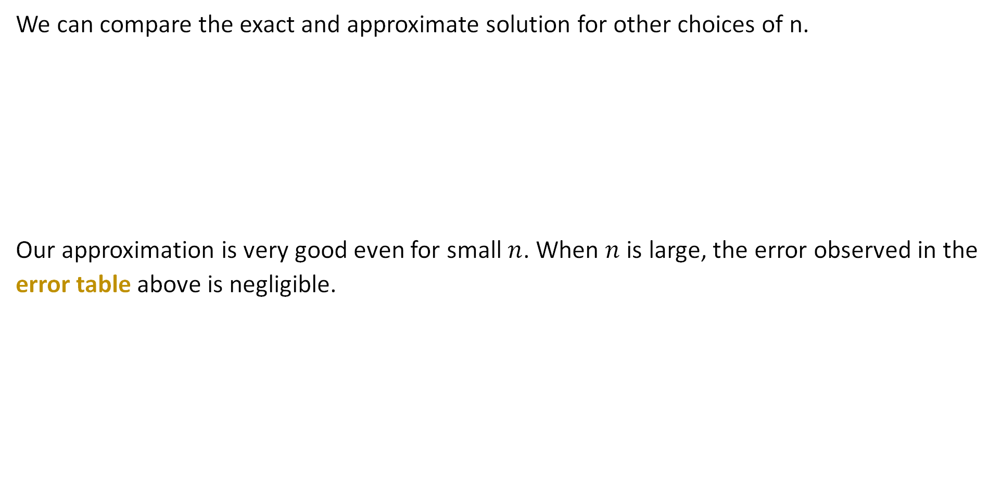 We can compare the exact and approximate solution for other choices of n.
Our approximation is very good even for small n. When n is large, the error observed in the
error table above is negligible.